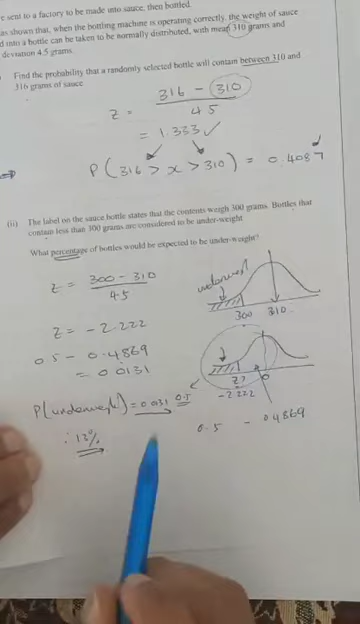 e sent to a factory to be made into sauce, then bottled.
as shown that, when the bottling machine is operating correctly, the weight of sauce
d into a bottle can be taken to be normally distributed, with mean 310 grams and
deviation 4.5 grams.
Find the probability that a randomly selected bottle will contain between 310 and
316 grams of sauce
z = 316 - 310
4.5
= 1.333 ✓
P(316 > x > 310) = 0.4087
(ii) The label on the sauce bottle states that the contents weigh 300 grams. Bottles that
contain less than 300 grams are considered to be under-weight
What percentage of bottles would be expected to be under-weight?
z = 300 - 310
4.5
underweight
300 310
z = -2.222
0.5 - 0.4869
= 0.0131
z? 0
-2.222
P(underweight) = 0.031 0.5
0.5 - 0.4869
∴ 13%